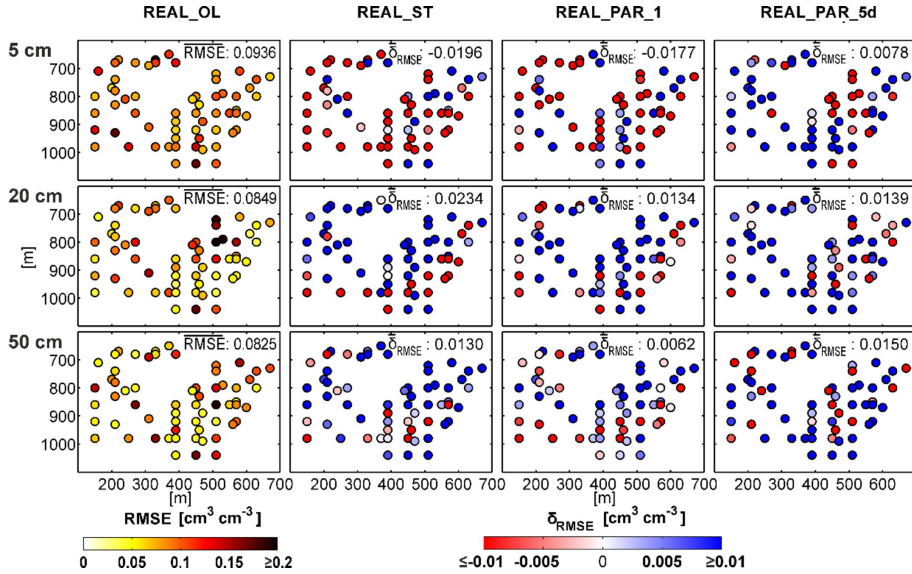 REAL_OL REAL_ST REAL_PAR_1 REAL_PAR_5d
5 cm
RMSE: 0.0936 δRMSE: -0.0196 δRMSE: -0.0177 δRMSE: 0.0078
700
800
900
1000
20 cm
RMSE: 0.0849 δRMSE: 0.0234 δRMSE: 0.0134 δRMSE: 0.0139
700
[m]
800
900
1000
50 cm
RMSE: 0.0825 δRMSE: 0.0130 δRMSE: 0.0062 δRMSE: 0.0150
700
800
900
1000
200 300 400 500 600 700 200 300 400 500 600 700 200 300 400 500 600 700 200 300 400 500 600
[m] [m] [m]
RMSE [cm³ cm⁻³] δRMSE [cm³ cm⁻³]
0 0.05 0.1 0.15 ≥0.2 ≤-0.01 -0.005 0 0.005 ≥0.01